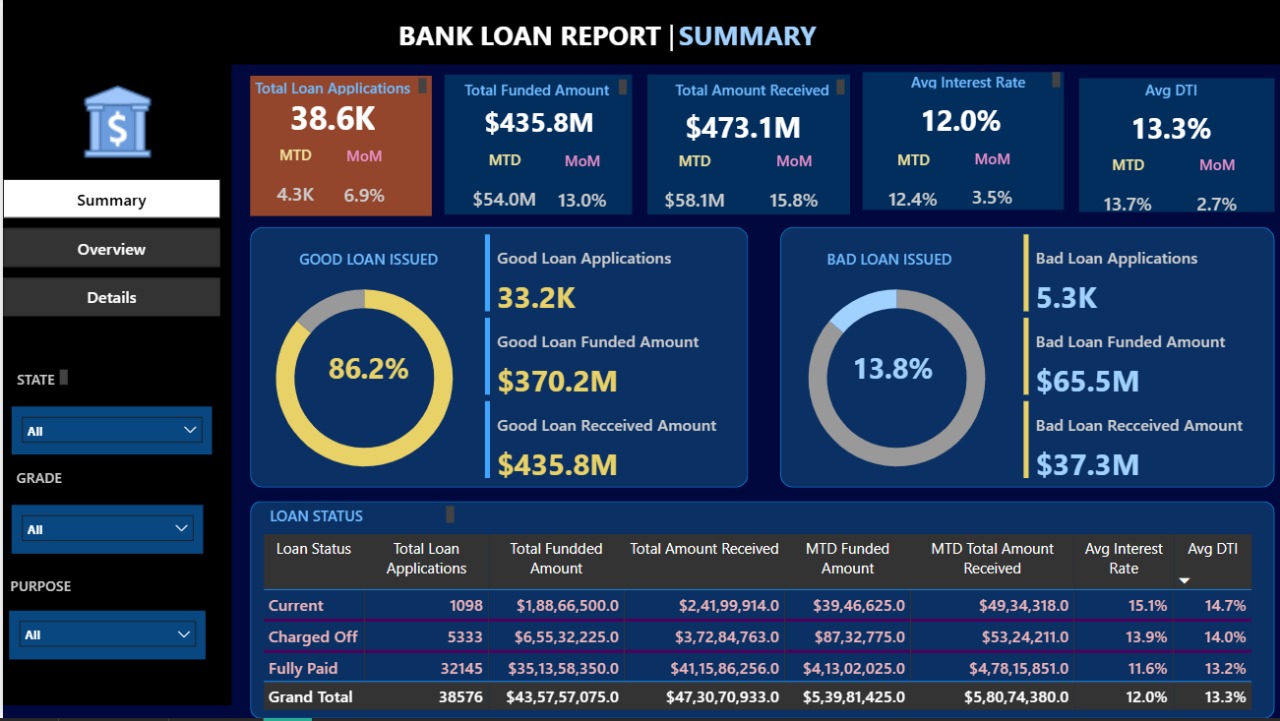 BANK LOAN REPORT | SUMMARY
$
Summary
Overview
Details
STATE
All
GRADE
All
PURPOSE
All
Total Loan Applications
38.6K
MTD MoM
4.3K 6.9%
Total Funded Amount
$435.8M
MTD MoM
$54.0M 13.0%
Total Amount Received
$473.1M
MTD MoM
$58.1M 15.8%
Avg Interest Rate
12.0%
MTD MoM
12.4% 3.5%
Avg DTI
13.3%
MTD MoM
13.7% 2.7%
GOOD LOAN ISSUED
86.2%
Good Loan Applications
33.2K
Good Loan Funded Amount
$370.2M
Good Loan Recceived Amount
$435.8M
BAD LOAN ISSUED
13.8%
Bad Loan Applications
5.3K
Bad Loan Funded Amount
$65.5M
Bad Loan Recceived Amount
$37.3M
LOAN STATUS
Loan Status Total Loan Applications Total Fundded Amount Total Amount Received MTD Funded Amount MTD Total Amount Received Avg Interest Rate Avg DTI
Current 1098 $1,88,66,500.0 $2,41,99,914.0 $39,46,625.0 $49,34,318.0 15.1% 14.7%
Charged Off 5333 $6,55,32,225.0 $3,72,84,763.0 $87,32,775.0 $53,24,211.0 13.9% 14.0%
Fully Paid 32145 $35,13,58,350.0 $41,15,86,256.0 $4,13,02,025.0 $4,78,15,851.0 11.6% 13.2%
Grand Total 38576 $43,57,57,075.0 $47,30,70,933.0 $5,39,81,425.0 $5,80,74,380.0 12.0% 13.3%